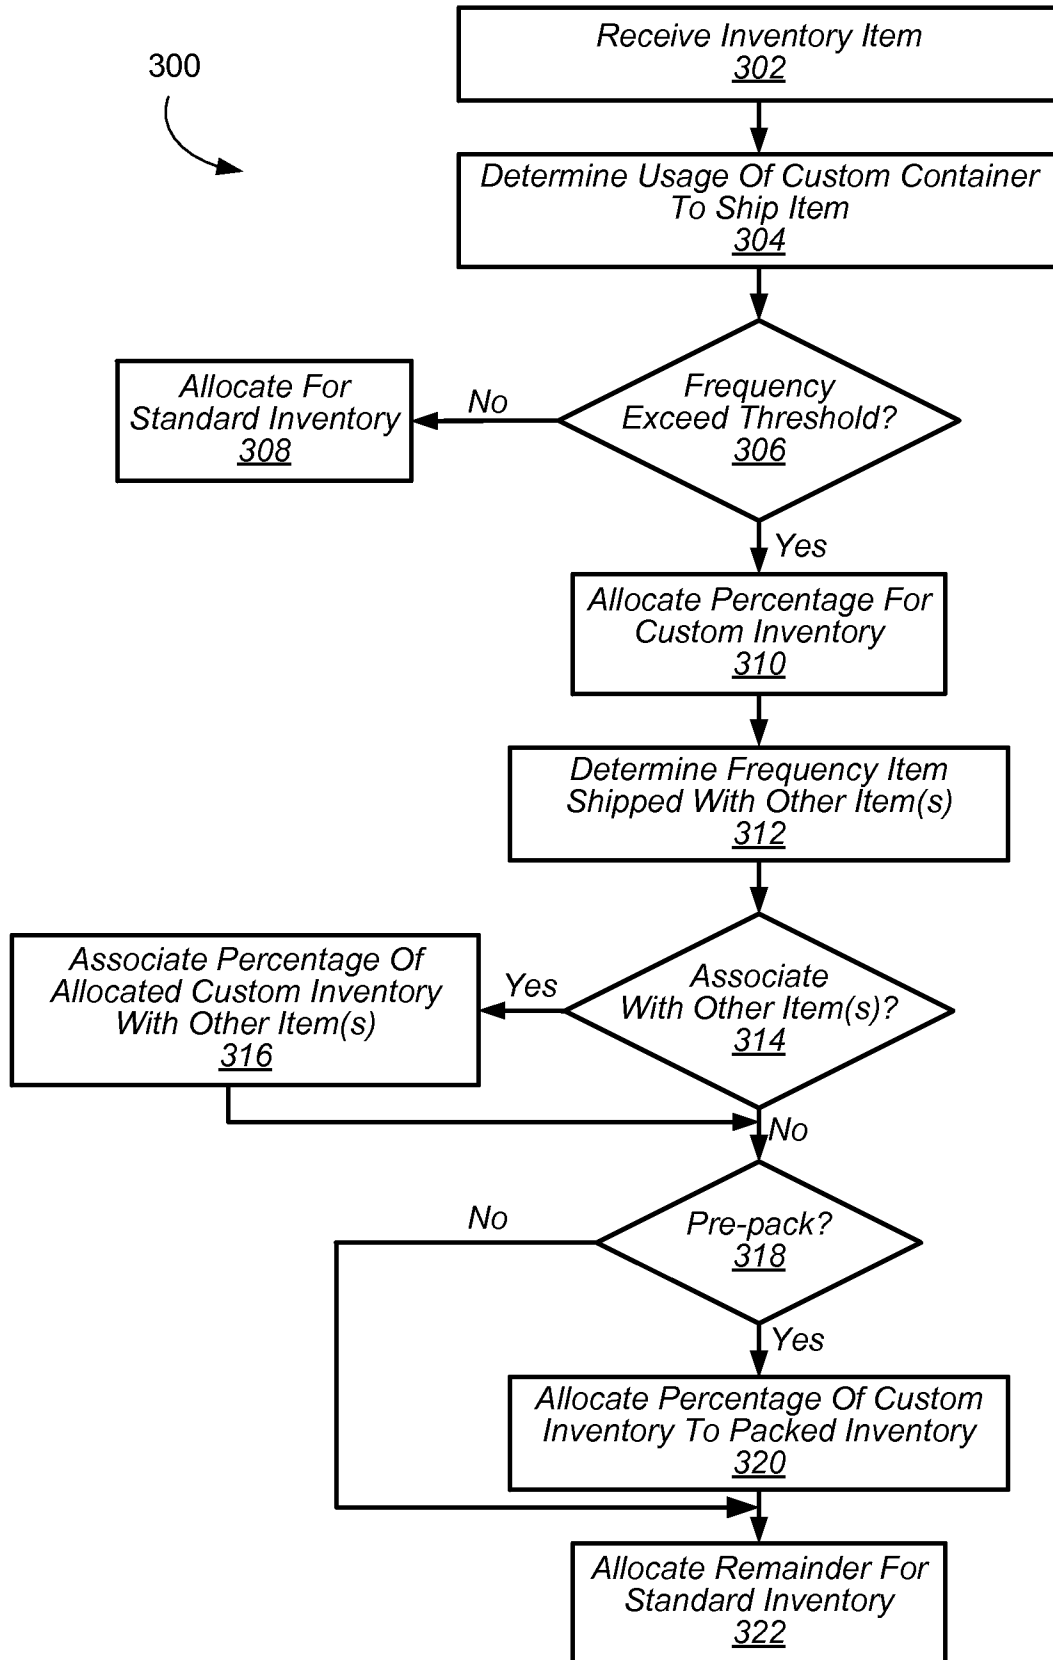 Receive Inventory Item
302
300
Determine Usage Of Custom Container
To Ship Item
304
Frequency
Exceed Threshold?
306
No
Allocate For
Standard Inventory
308
Yes
Allocate Percentage For
Custom Inventory
310
Determine Frequency Item
Shipped With Other Item(s)
312
Associate
With Other Item(s)?
314
Yes
Associate Percentage Of
Allocated Custom Inventory
With Other Item(s)
316
No
Pre-pack?
318
No
Yes
Allocate Percentage Of Custom
Inventory To Packed Inventory
320
Allocate Remainder For
Standard Inventory
322